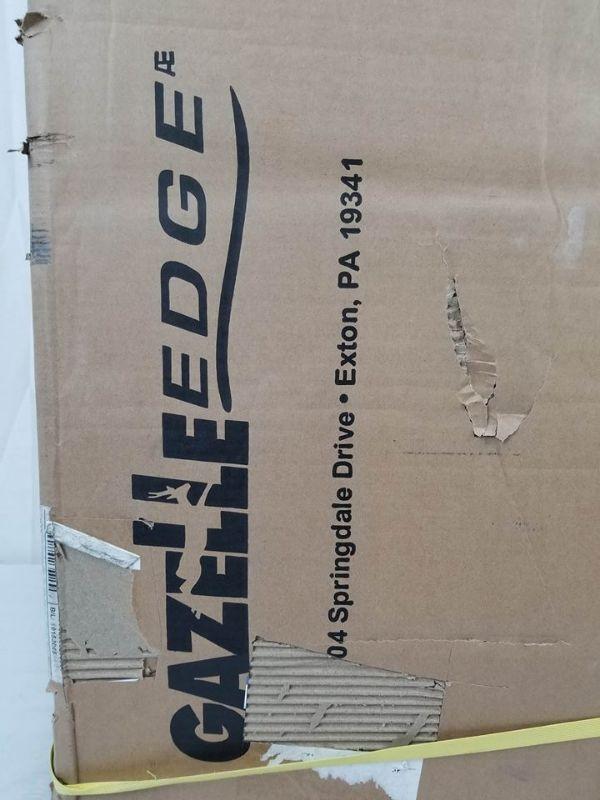 GAZELLE EDGE Æ
04 Springdale Drive • Exton, PA 19341